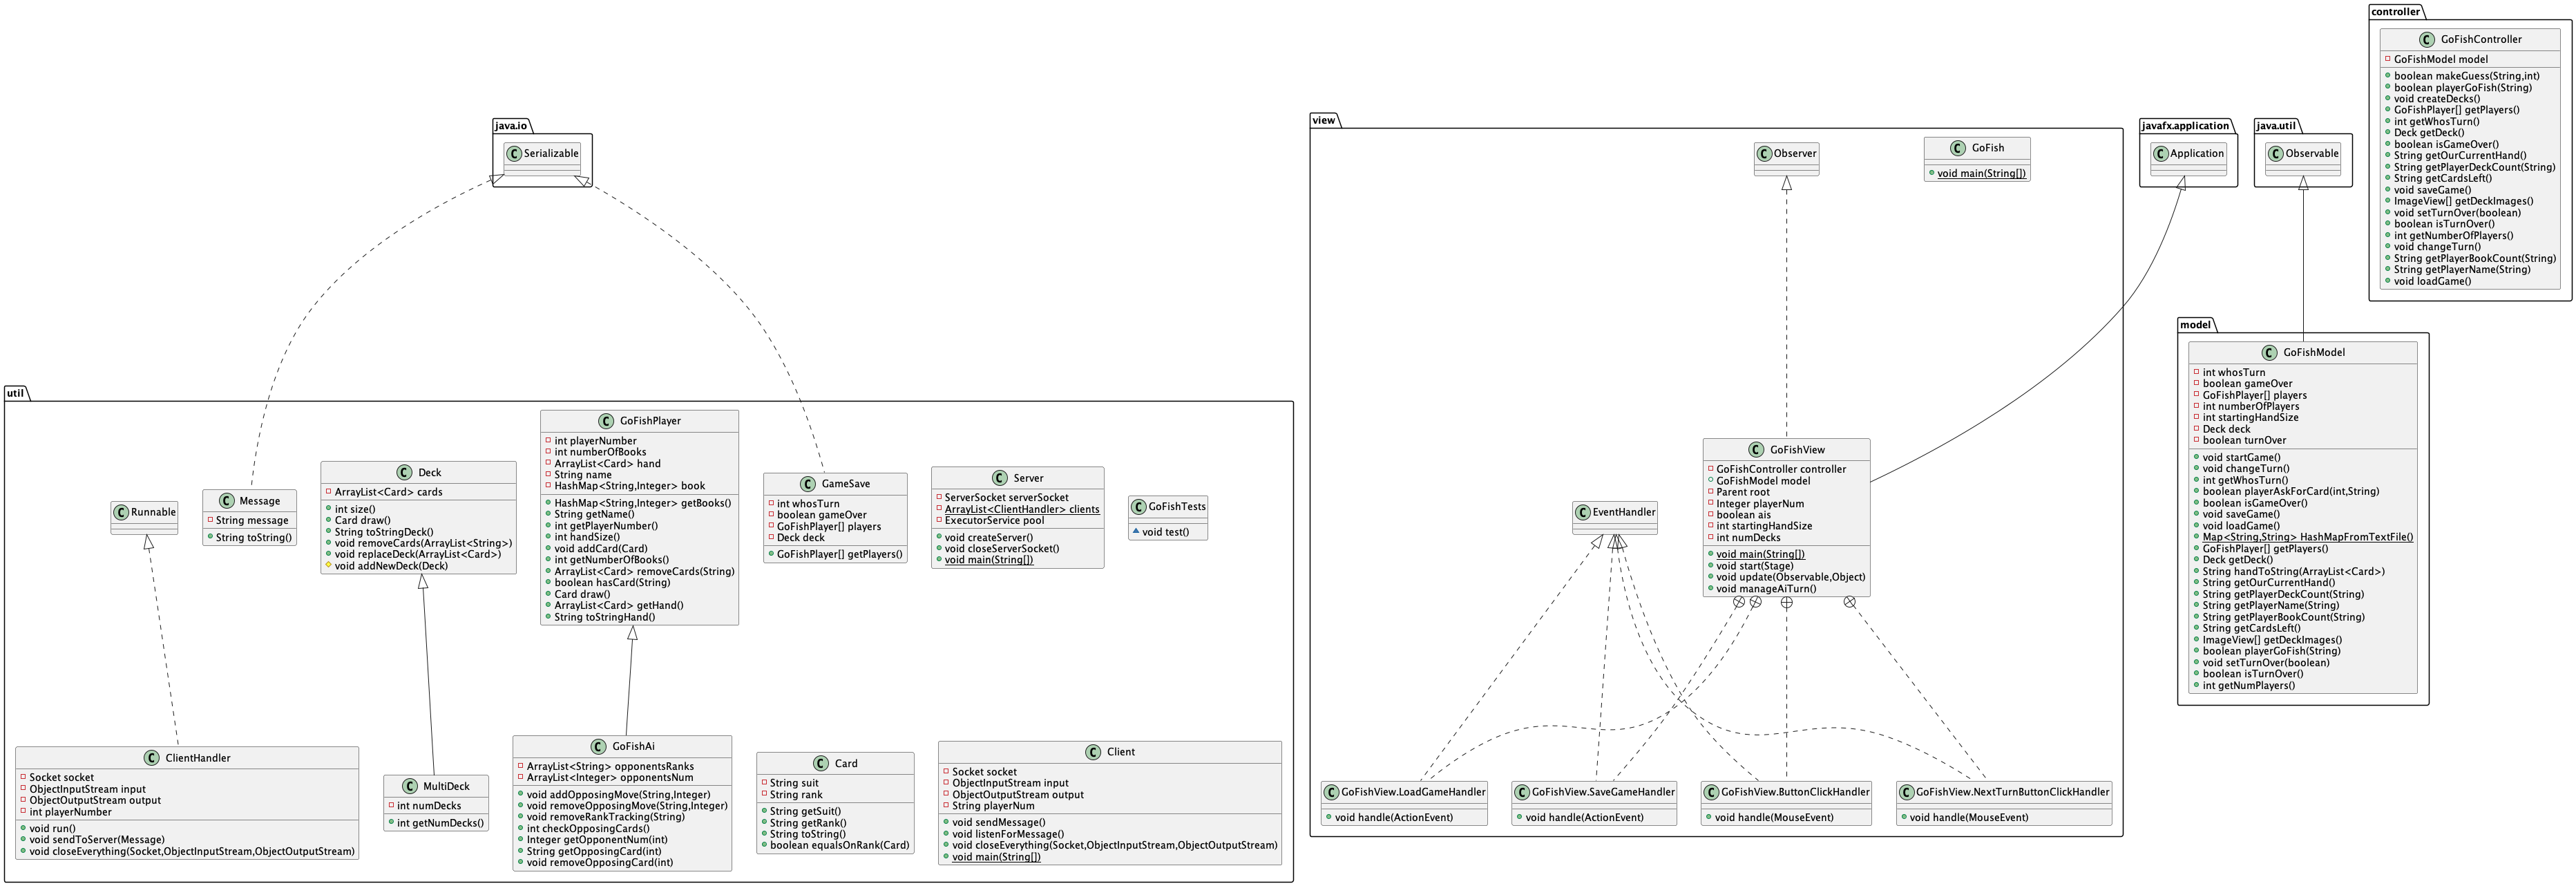 controller
GoFishController
GoFishModel model
boolean makeGuess(String,int)
boolean playerGoFish(String)
void createDecks()
GoFishPlayer[] getPlayers()
int getWhosTurn()
Deck getDeck()
boolean isGameOver()
String getOurCurrentHand()
String getPlayerDeckCount(String)
String getCardsLeft()
void saveGame()
ImageView[] getDeckImages()
void setTurnOver(boolean)
boolean isTurnOver()
int getNumberOfPlayers()
void changeTurn()
String getPlayerBookCount(String)
String getPlayerName(String)
void loadGame()
java.io
Serializable
view
Observer
GoFish
void main(String[])
javafx.application
Application
java.util
Observable
model
GoFishModel
int whosTurn
boolean gameOver
GoFishPlayer[] players
int numberOfPlayers
int startingHandSize
Deck deck
boolean turnOver
void startGame()
void changeTurn()
int getWhosTurn()
boolean playerAskForCard(int,String)
boolean isGameOver()
void saveGame()
void loadGame()
Map<String,String> HashMapFromTextFile()
GoFishPlayer[] getPlayers()
Deck getDeck()
String handToString(ArrayList<Card>)
String getOurCurrentHand()
String getPlayerDeckCount(String)
String getPlayerName(String)
String getPlayerBookCount(String)
String getCardsLeft()
ImageView[] getDeckImages()
boolean playerGoFish(String)
void setTurnOver(boolean)
boolean isTurnOver()
int getNumPlayers()
util
Runnable
Message
String message
String toString()
Deck
ArrayList<Card> cards
int size()
Card draw()
String toStringDeck()
void removeCards(ArrayList<String>)
void replaceDeck(ArrayList<Card>)
void addNewDeck(Deck)
GoFishPlayer
int playerNumber
int numberOfBooks
ArrayList<Card> hand
String name
HashMap<String,Integer> book
HashMap<String,Integer> getBooks()
String getName()
int getPlayerNumber()
int handSize()
void addCard(Card)
int getNumberOfBooks()
ArrayList<Card> removeCards(String)
boolean hasCard(String)
Card draw()
ArrayList<Card> getHand()
String toStringHand()
GameSave
int whosTurn
boolean gameOver
GoFishPlayer[] players
Deck deck
GoFishPlayer[] getPlayers()
Server
ServerSocket serverSocket
ArrayList<ClientHandler> clients
ExecutorService pool
void createServer()
void closeServerSocket()
void main(String[])
GoFishTests
void test()
EventHandler
GoFishView
GoFishController controller
GoFishModel model
Parent root
Integer playerNum
boolean ais
int startingHandSize
int numDecks
void main(String[])
void start(Stage)
void update(Observable,Object)
void manageAiTurn()
ClientHandler
Socket socket
ObjectInputStream input
ObjectOutputStream output
int playerNumber
void run()
void sendToServer(Message)
void closeEverything(Socket,ObjectInputStream,ObjectOutputStream)
MultiDeck
int numDecks
int getNumDecks()
GoFishAi
ArrayList<String> opponentsRanks
ArrayList<Integer> opponentsNum
void addOpposingMove(String,Integer)
void removeOpposingMove(String,Integer)
void removeRankTracking(String)
int checkOpposingCards()
Integer getOpponentNum(int)
String getOpposingCard(int)
void removeOpposingCard(int)
Card
String suit
String rank
String getSuit()
String getRank()
String toString()
boolean equalsOnRank(Card)
Client
Socket socket
ObjectInputStream input
ObjectOutputStream output
String playerNum
void sendMessage()
void listenForMessage()
void closeEverything(Socket,ObjectInputStream,ObjectOutputStream)
void main(String[])
GoFishView.LoadGameHandler
void handle(ActionEvent)
GoFishView.SaveGameHandler
void handle(ActionEvent)
GoFishView.ButtonClickHandler
void handle(MouseEvent)
GoFishView.NextTurnButtonClickHandler
void handle(MouseEvent)